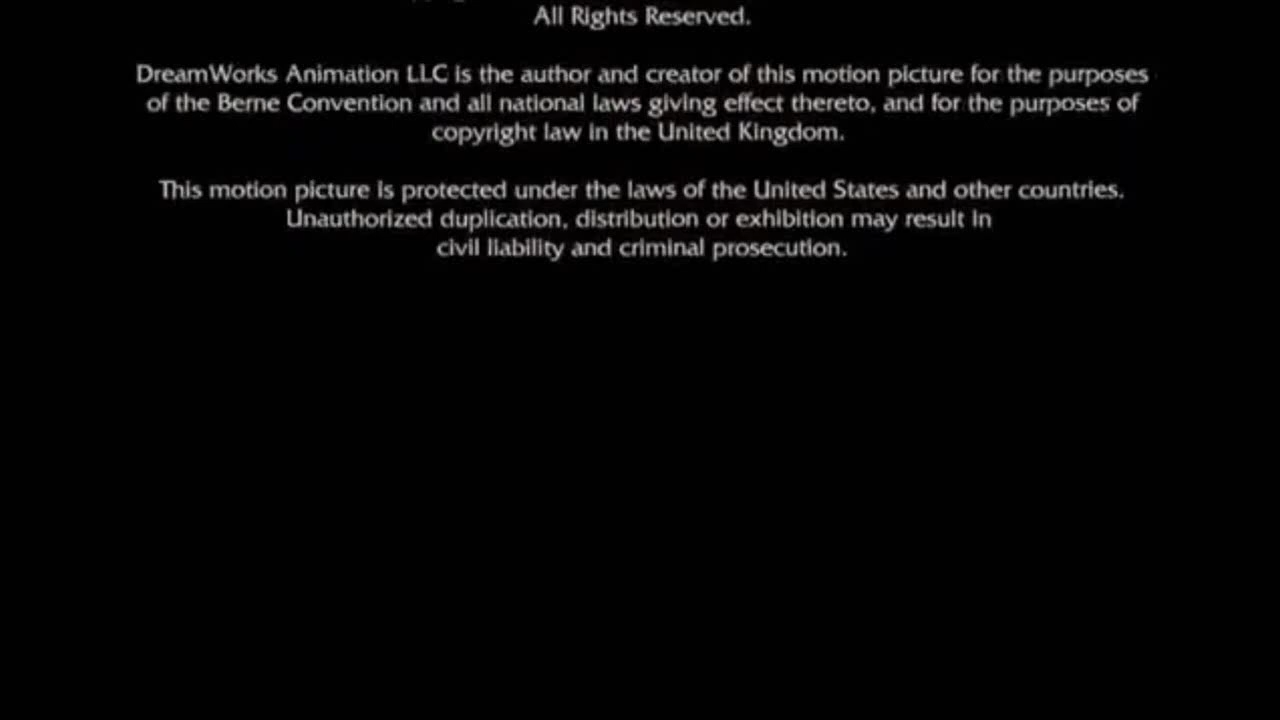 All Rights Reserved.
DreamWorks Animation LLC is the author and creator of this motion picture for the purposes
of the Berne Convention and all national laws giving effect thereto, and for the purposes of
copyright law in the United Kingdom.
This motion picture is protected under the laws of the United States and other countries.
Unauthorized duplication, distribution or exhibition may result in
civil liability and criminal prosecution.